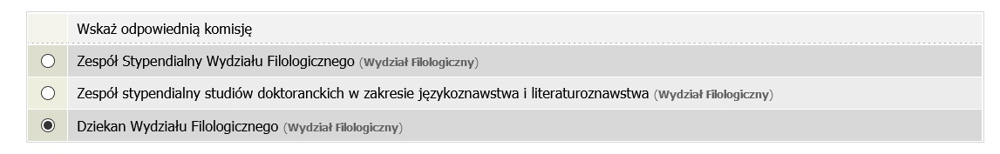 Wskaż odpowiednią komisję
Zespół Stypendialny Wydziału Filologicznego (Wydział Filologiczny)
Zespół stypendialny studiów doktoranckich w zakresie językoznawstwa i literaturoznawstwa (Wydział Filologiczny)
Dziekan Wydziału Filologicznego (Wydział Filologiczny)